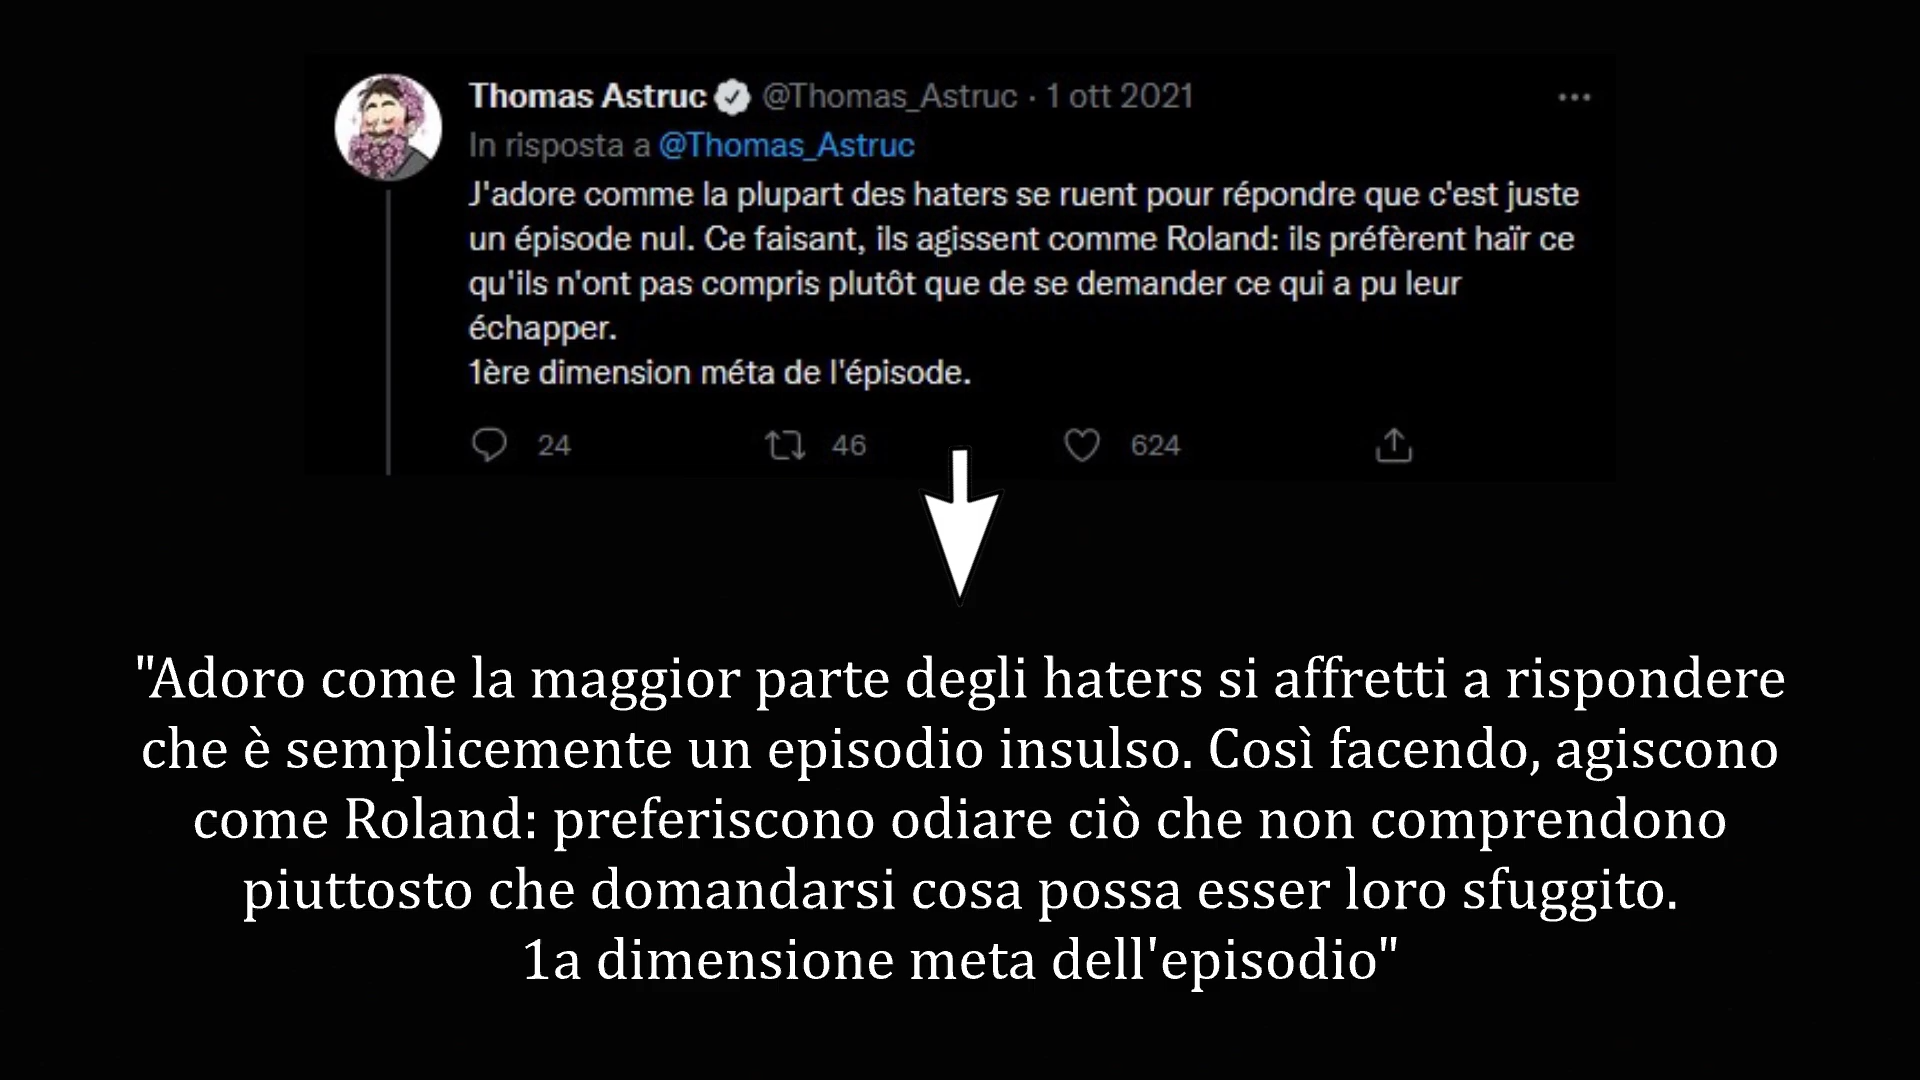 Thomas Astruc @Thomas_Astruc · 1 ott 2021
In risposta a @Thomas_Astruc
J'adore comme la plupart des haters se ruent pour répondre que c'est juste
un épisode nul. Ce faisant, ils agissent comme Roland: ils préfèrent haïr ce
qu'ils n'ont pas compris plutôt que de se demander ce qui a pu leur
échapper.
1ère dimension méta de l'épisode.
24 46 624
"Adoro come la maggior parte degli haters si affretti a rispondere
che è semplicemente un episodio insulso. Così facendo, agiscono
come Roland: preferiscono odiare ciò che non comprendono
piuttosto che domandarsi cosa possa esser loro sfuggito.
1a dimensione meta dell'episodio"